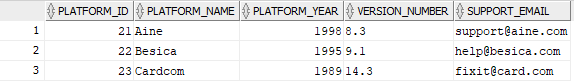 PLATFORM_ID PLATFORM_NAME PLATFORM_YEAR VERSION_NUMBER SUPPORT_EMAIL
1 21 Aine 1998 8.3 support@aine.com
2 22 Besica 1995 9.1 help@besica.com
3 23 Cardcom 1989 14.3 fixit@card.com